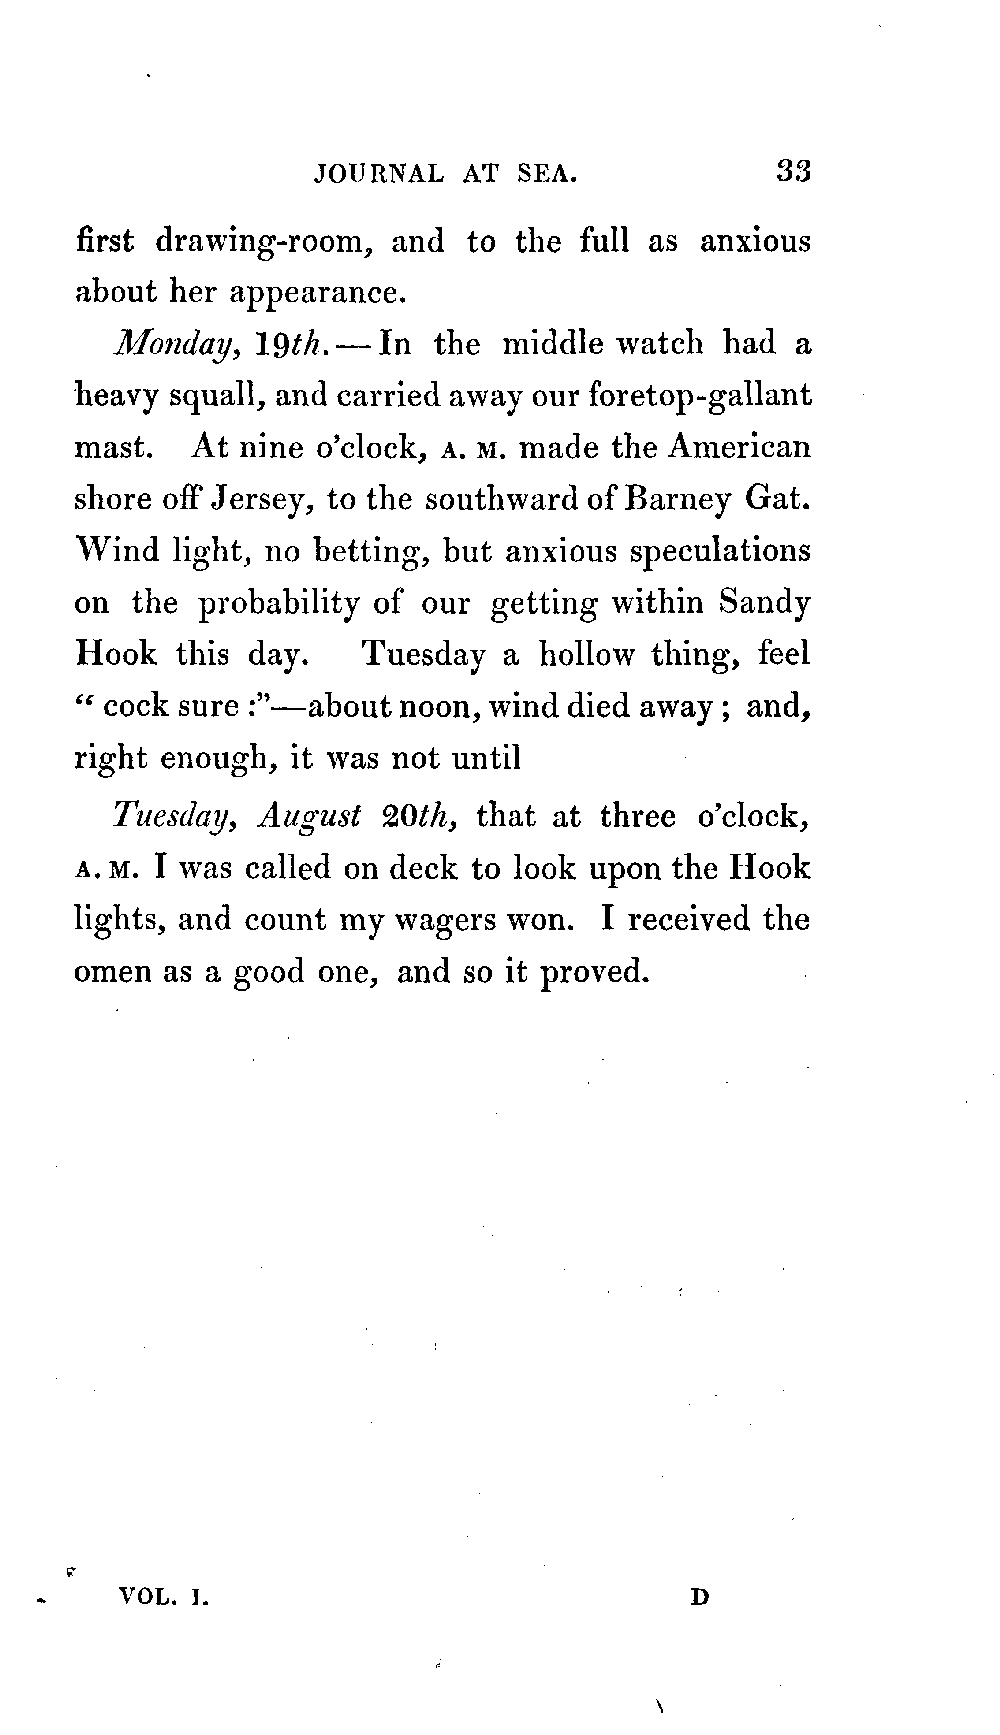 JOURNAL AT SEA. 33
first drawing-room, and to the full as anxious
about her appearance.
Monday, 19th.—In the middle watch had a
heavy squall, and carried away our foretop-gallant
mast. At nine o'clock, A. M. made the American
shore off Jersey, to the southward of Barney Gat.
Wind light, no betting, but anxious speculations
on the probability of our getting within Sandy
Hook this day. Tuesday a hollow thing, feel
“ cock sure :”—about noon, wind died away ; and,
right enough, it was not until
Tuesday, August 20th, that at three o'clock,
A. M. I was called on deck to look upon the Hook
lights, and count my wagers won. I received the
omen as a good one, and so it proved.
VOL. I. D